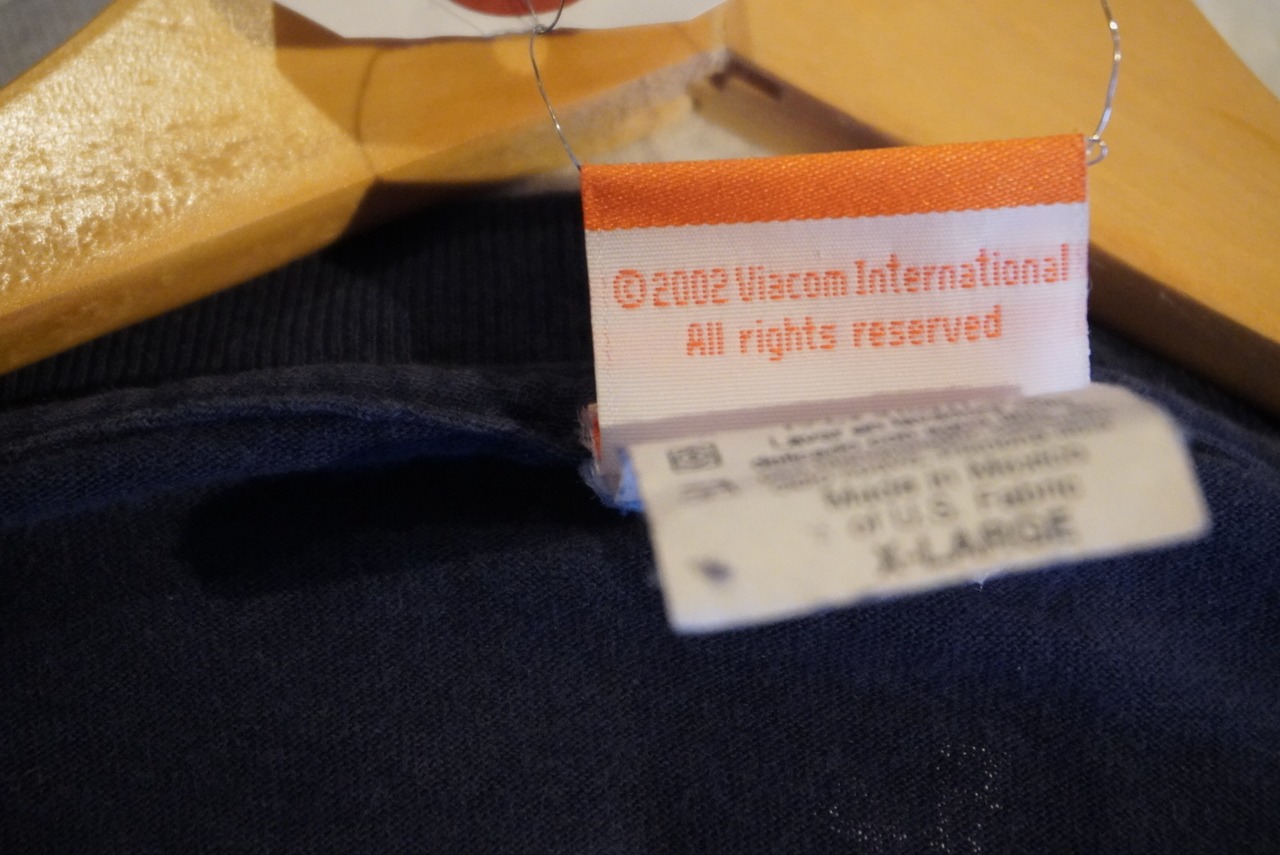 ©2002 Viacom International
All rights reserved
Made in Mexico
of U.S. Fabric
X-LARGE